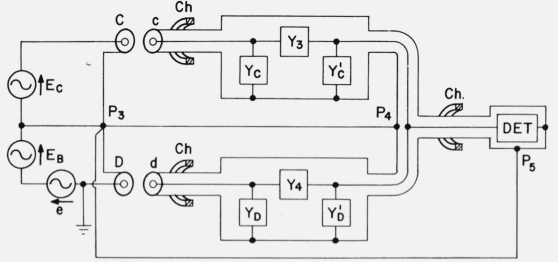 C c Ch
Y3
YC Y'C
EC
P3 P4 Ch.
DET
EB
D d Ch
P5
e
Y4
YD Y'D